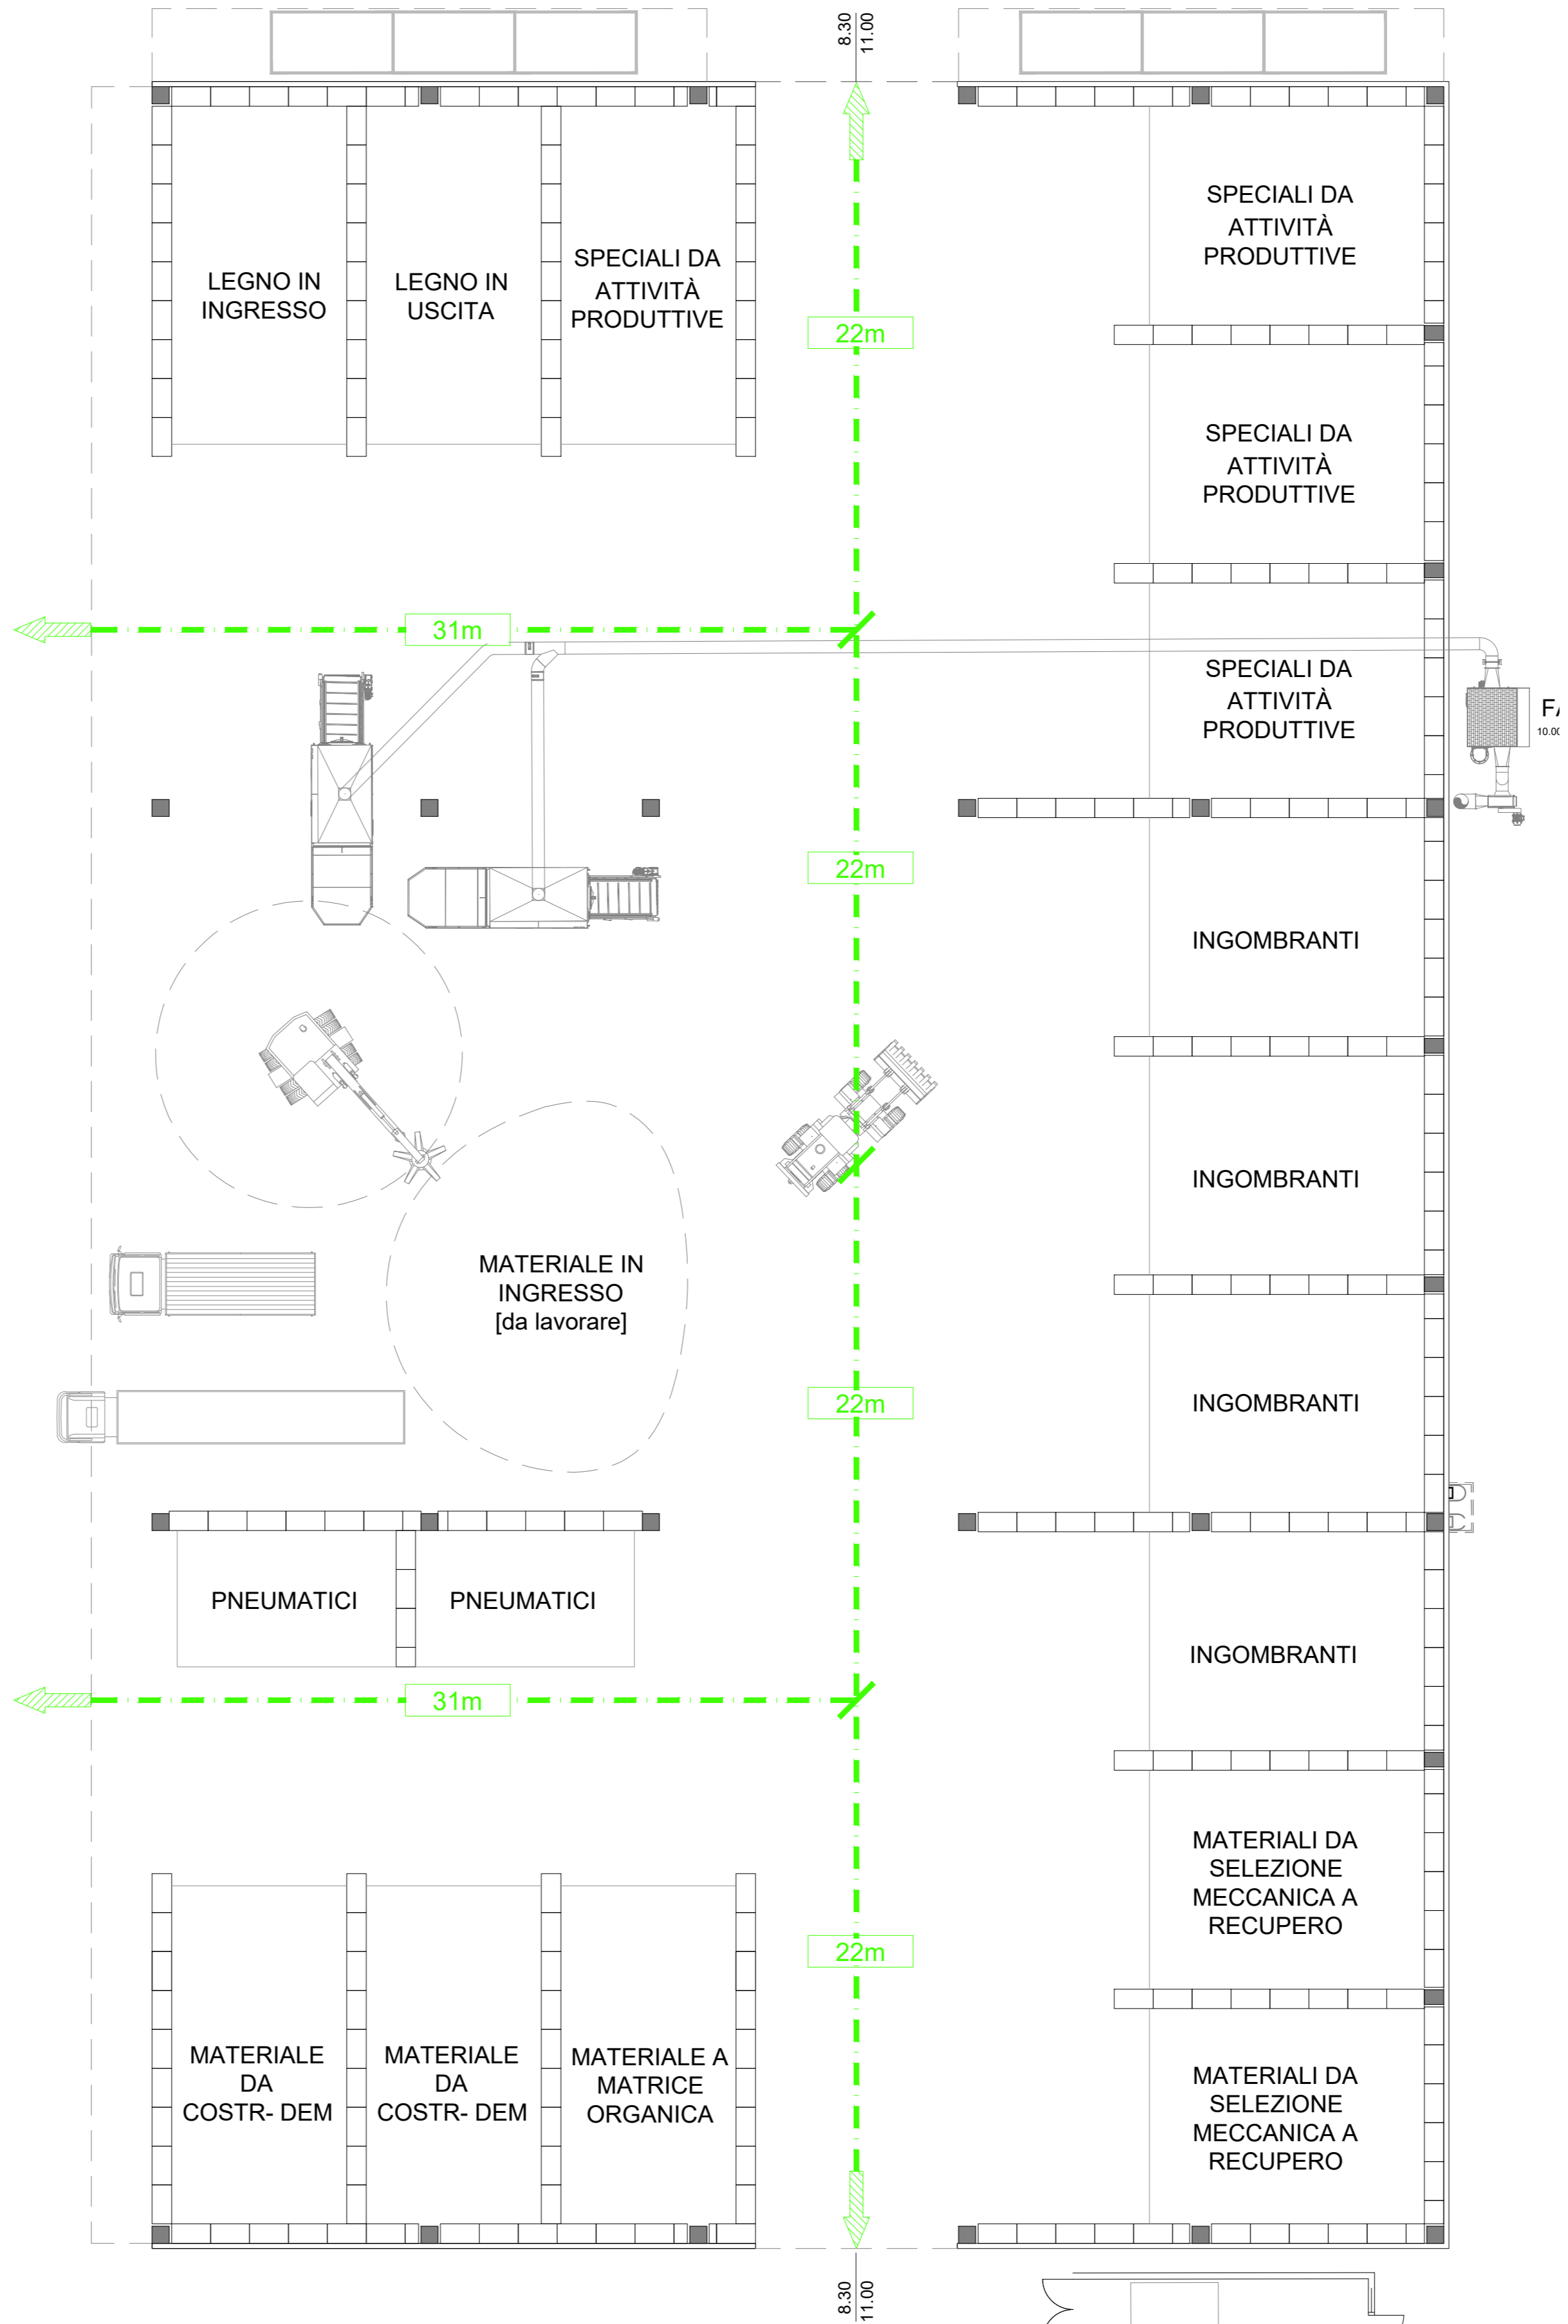 8.30
11.00
LEGNO IN
INGRESSO
LEGNO IN
USCITA
SPECIALI DA
ATTIVITÀ
PRODUTTIVE
22m
SPECIALI DA
ATTIVITÀ
PRODUTTIVE
SPECIALI DA
ATTIVITÀ
PRODUTTIVE
31m
SPECIALI DA
ATTIVITÀ
PRODUTTIVE
22m
INGOMBRANTI
INGOMBRANTI
MATERIALE IN
INGRESSO
[da lavorare]
22m
INGOMBRANTI
PNEUMATICI
PNEUMATICI
INGOMBRANTI
31m
MATERIALI DA
SELEZIONE
MECCANICA A
RECUPERO
22m
MATERIALE
DA
COSTR- DEM
MATERIALE
DA
COSTR- DEM
MATERIALE A
MATRICE
ORGANICA
MATERIALI DA
SELEZIONE
MECCANICA A
RECUPERO
8.30
11.00